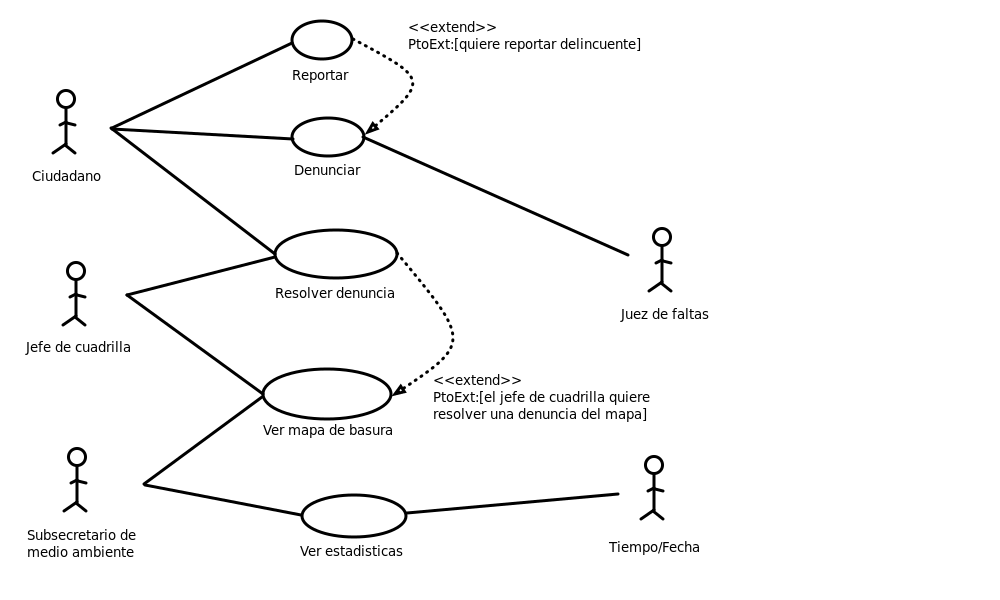 <<extend>>
PtoExt:[quiere reportar delincuente]
Reportar
Denunciar
Ciudadano
Resolver denuncia
Juez de faltas
Jefe de cuadrilla
<<extend>>
PtoExt:[el jefe de cuadrilla quiere
resolver una denuncia del mapa]
Ver mapa de basura
Subsecretario de
medio ambiente
Ver estadisticas
Tiempo/Fecha